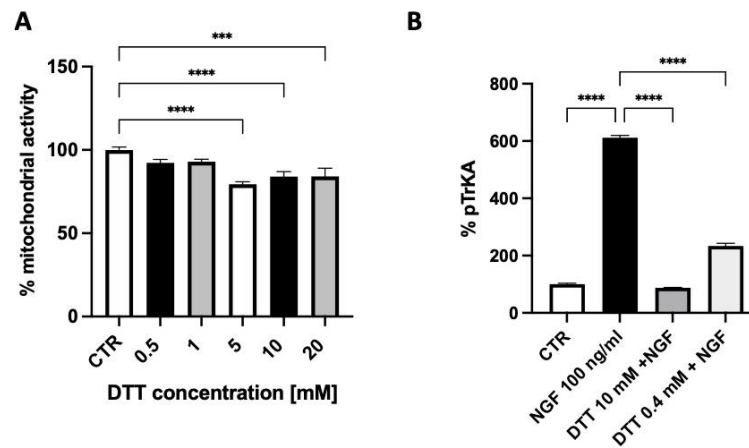 A
% mitochondrial activity
150
100
50
0
***
****
****
CTR
0.5
1
5
10
20
DTT concentration [mM]
B
% pTrKA
800
600
400
200
0
****
****
****
CTR
NGF 100 ng/ml
DTT 10 mM +NGF
DTT 0.4 mM + NGF